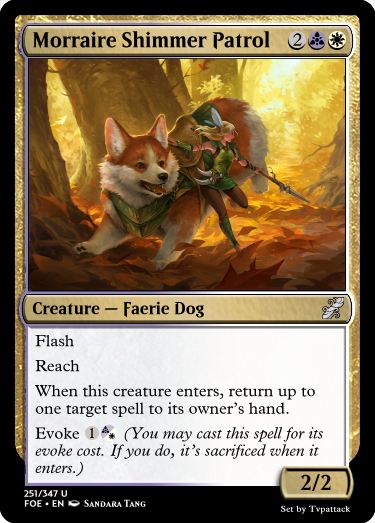 Morraire Shimmer Patrol 2
Creature — Faerie Dog
Flash
Reach
When this creature enters, return up to
one target spell to its owner's hand.
Evoke 1 (You may cast this spell for its
evoke cost. If you do, it's sacrificed when it
enters.)
2/2
251/347 U
FOE • EN Sandara Tang
Set by Tvpattack